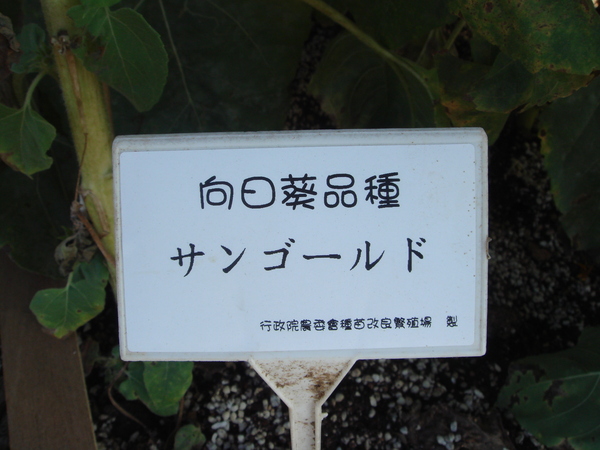 向日葵品種
サンゴールド
行政院農委會種苗改良繁殖場 製